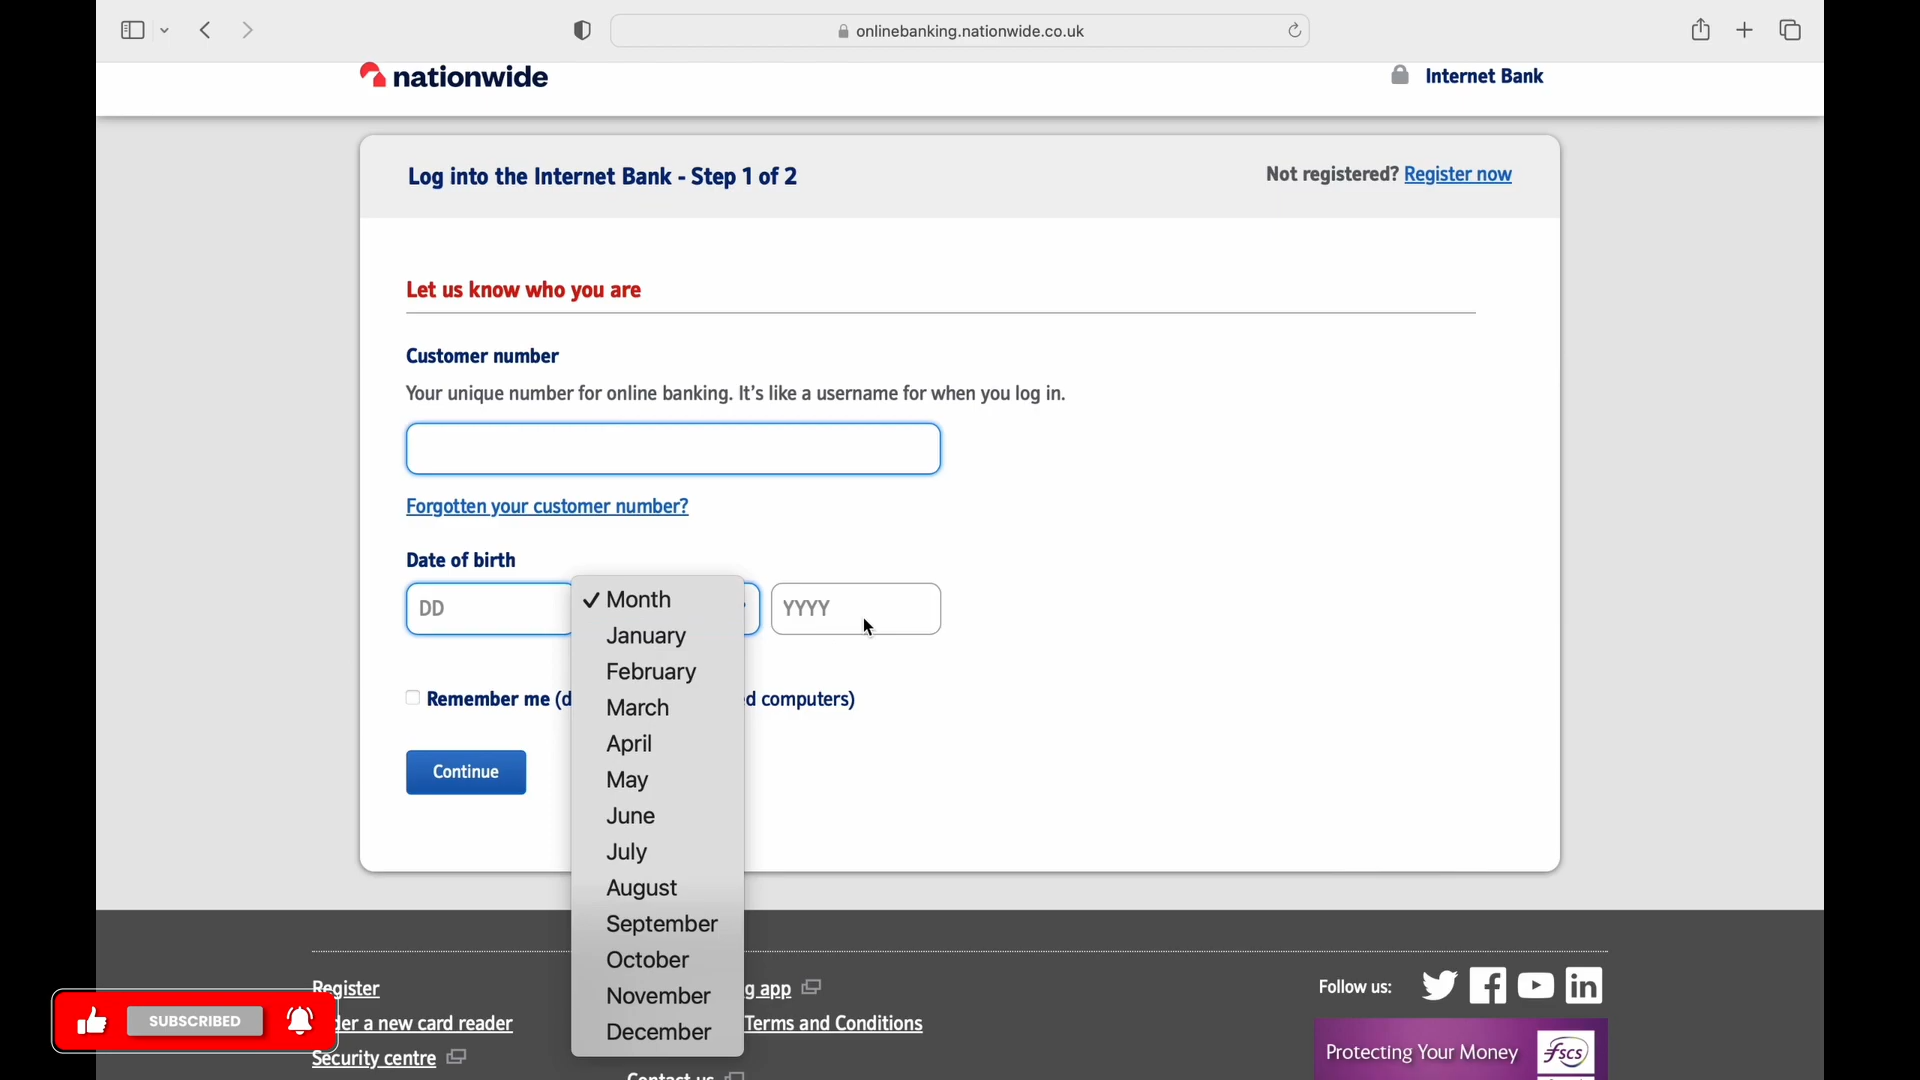 onlinebanking.nationwide.co.uk
nationwide
Internet Bank
Log into the Internet Bank - Step 1 of 2
Not registered? Register now
Let us know who you are
Customer number
Your unique number for online banking. It's like a username for when you log in.
Forgotten your customer number?
Date of birth
DD
✓ Month
YYYY
January
February
March
April
May
June
July
August
September
October
November
December
Remember me (d
d computers)
Continue
Register
g app
Follow us:
der a new card reader
Terms and Conditions
SUBSCRIBED
Security centre
Protecting Your Money
fscs
Contact us